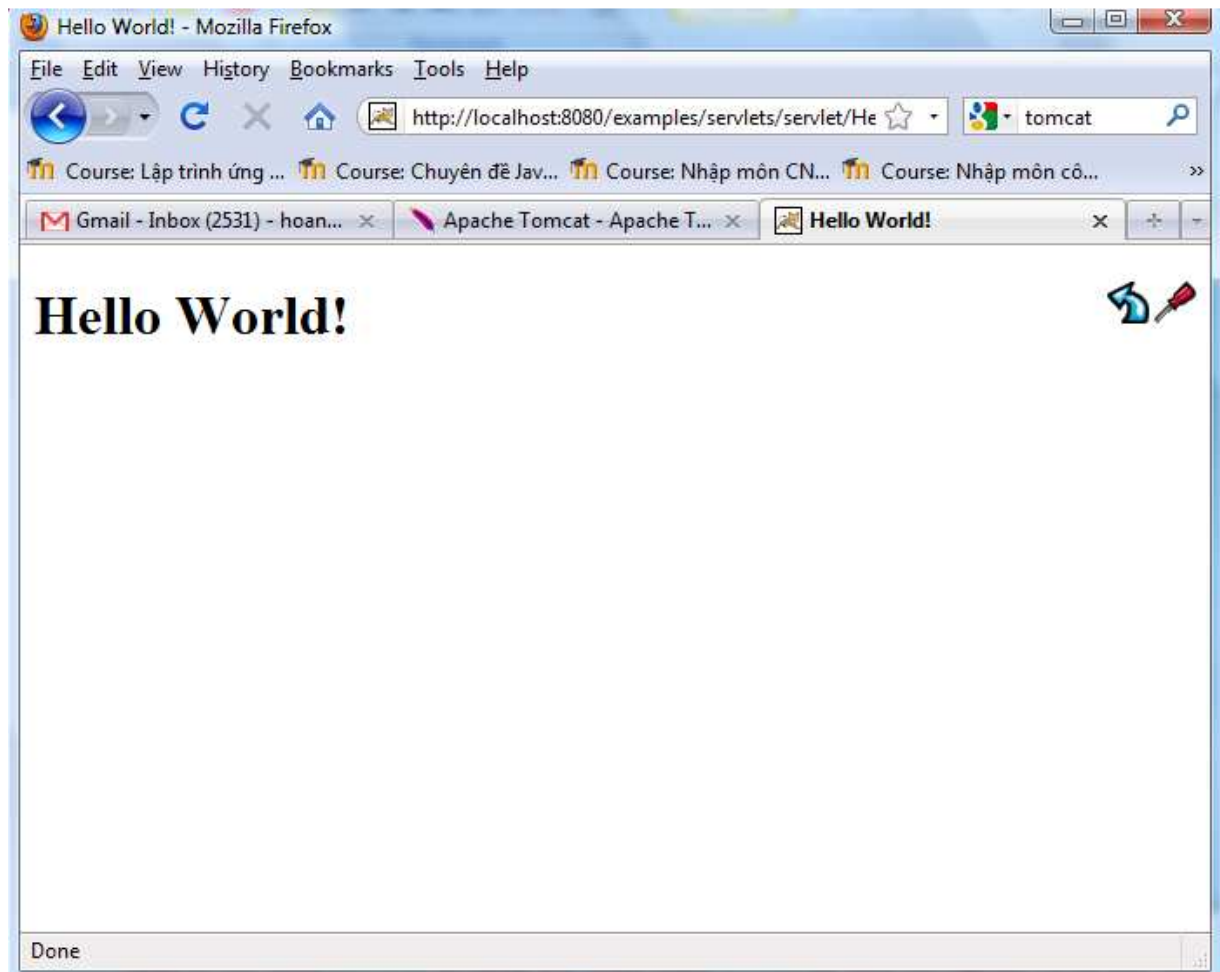 Hello World! - Mozilla Firefox
File Edit View History Bookmarks Tools Help
http://localhost:8080/examples/servlets/servlet/He tomcat
Course: Lập trình ứng ... Course: Chuyên đề Jav... Course: Nhập môn CN... Course: Nhập môn cô... »
Gmail - Inbox (2531) - hoan... Apache Tomcat - Apache T... Hello World!
Hello World!
Done